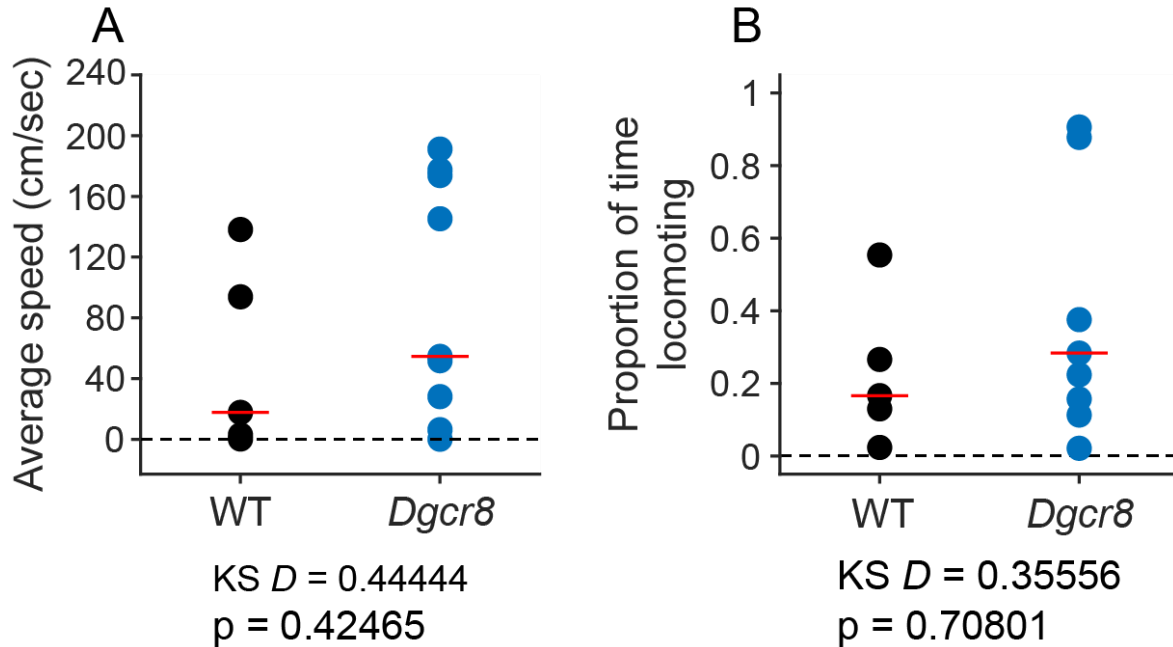 A
Average speed (cm/sec)
240
200
160
120
80
40
0
WT
Dgcr8
KS D = 0.44444
p = 0.42465
B
Proportion of time
locomoting
1
0.8
0.6
0.4
0.2
0
WT
Dgcr8
KS D = 0.35556
p = 0.70801